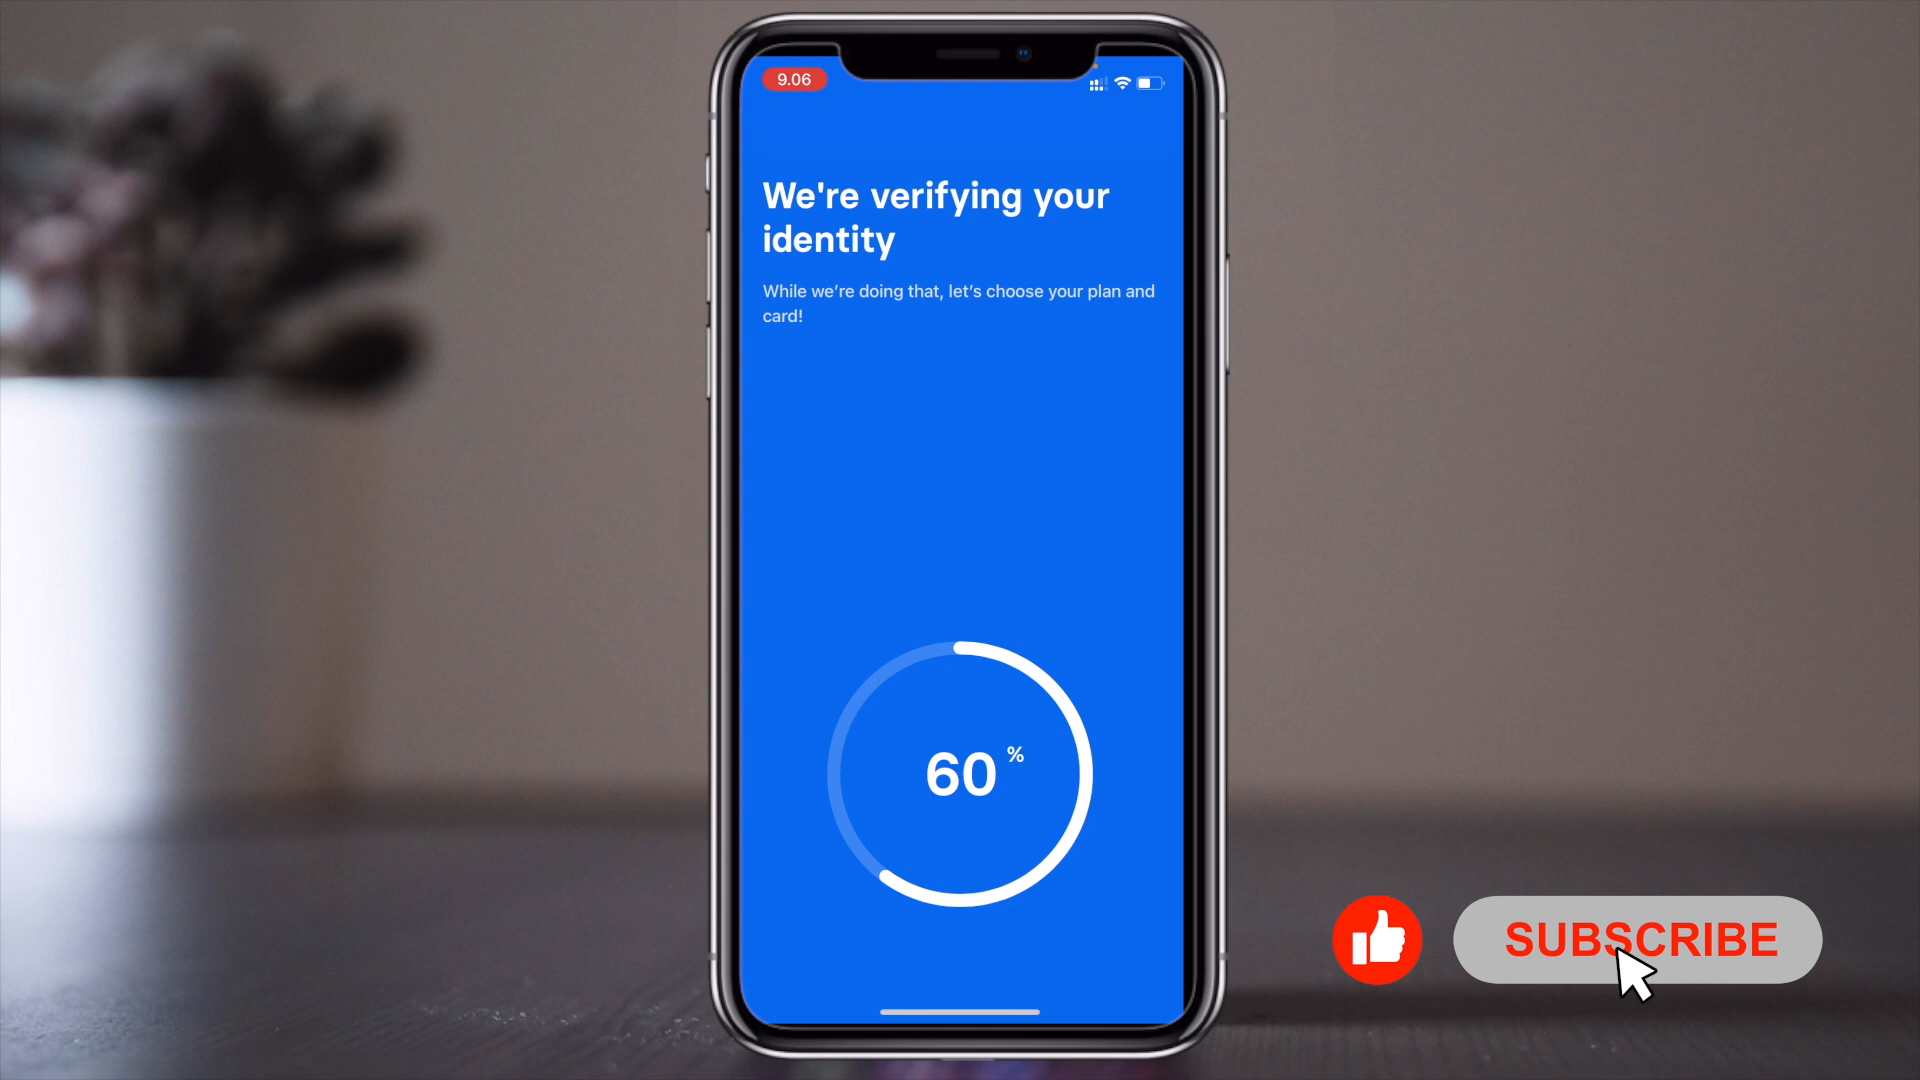 9.06
We're verifying your
identity
While we’re doing that, let’s choose your plan and
card!
60 %
SUBSCRIBE